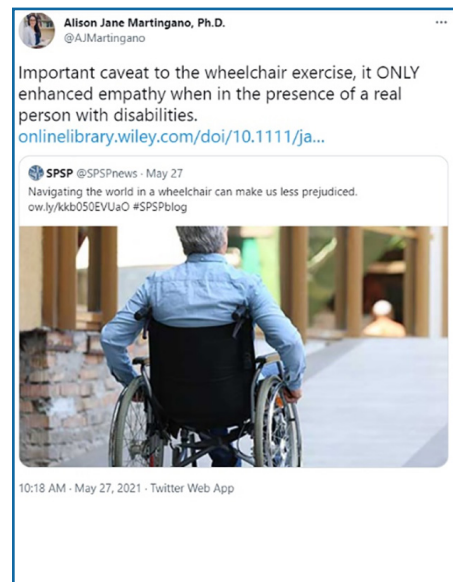 Alison Jane Martingano, Ph.D.
@AJMartingano
Important caveat to the wheelchair exercise, it ONLY
enhanced empathy when in the presence of a real
person with disabilities.
onlinelibrary.wiley.com/doi/10.1111/ja...
SPSP @SPSPnews · May 27
Navigating the world in a wheelchair can make us less prejudiced.
ow.ly/kkb050EVUaO #SPSPblog
10:18 AM · May 27, 2021 · Twitter Web App